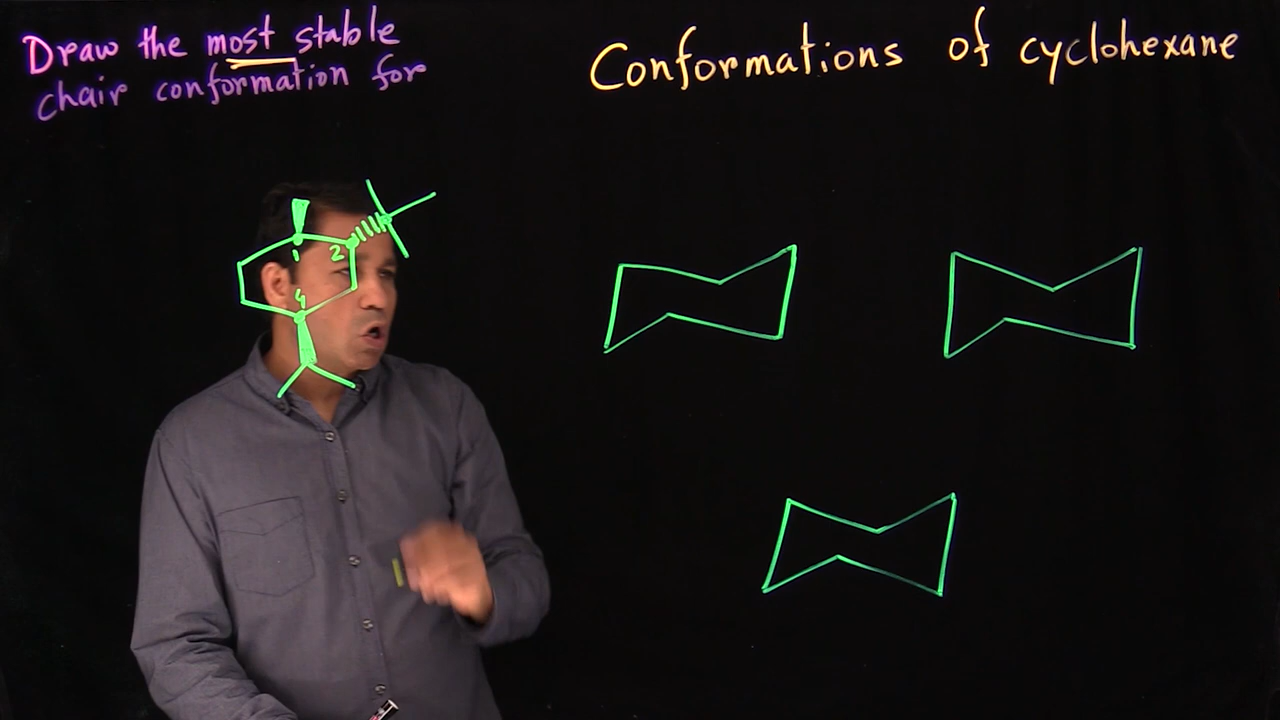 Draw the most stable
chair conformation for
Conformations of cyclohexane
1
2
4